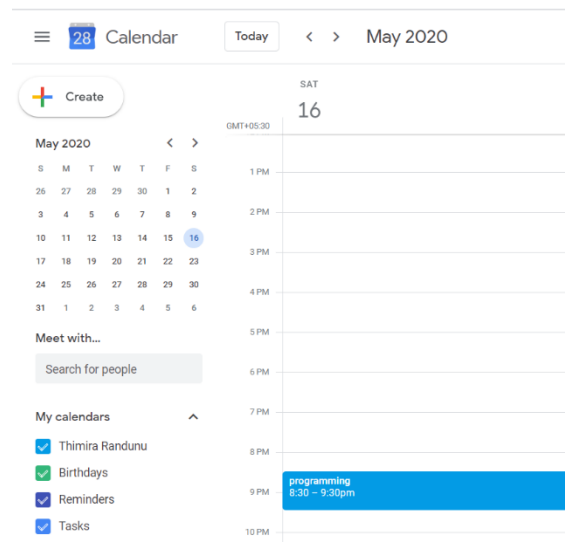 28 Calendar Today May 2020
Create
SAT
16
GMT+05:30
May 2020
S M T W T F S
26 27 28 29 30 1 2
3 4 5 6 7 8 9
10 11 12 13 14 15 16
17 18 19 20 21 22 23
24 25 26 27 28 29 30
31 1 2 3 4 5 6
Meet with...
Search for people
My calendars
Thimira Randunu
Birthdays
Reminders
Tasks
1 PM
2 PM
3 PM
4 PM
5 PM
6 PM
7 PM
8 PM
programming
8:30 – 9:30pm
9 PM
10 PM